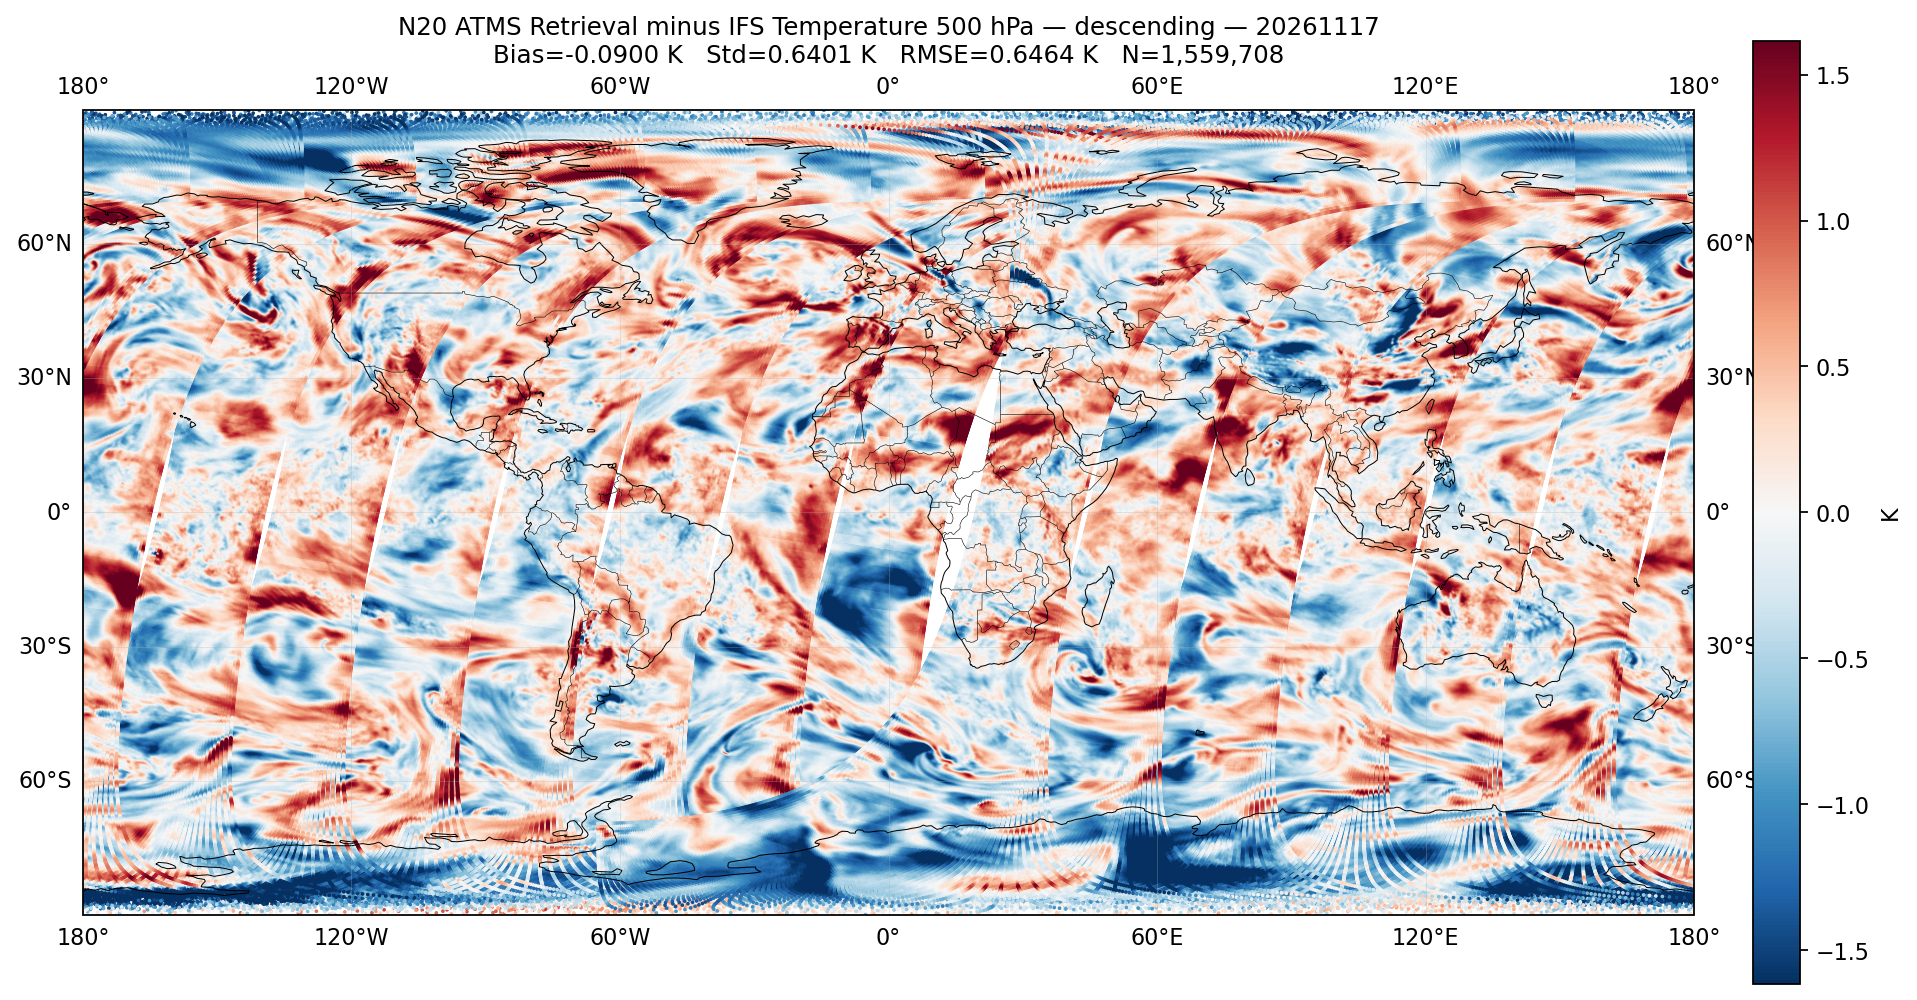 N20 ATMS Retrieval minus IFS Temperature 500 hPa — descending — 20261117
Bias=-0.0900 K   Std=0.6401 K   RMSE=0.6464 K   N=1,559,708
180° 120°W 60°W 0° 60°E 120°E 180°
60°N 60°N
30°N 30°N
0° 0°
30°S 30°S
60°S 60°S
180° 120°W 60°W 0° 60°E 120°E 180°
1.5
1.0
0.5
0.0
−0.5
−1.0
−1.5
K